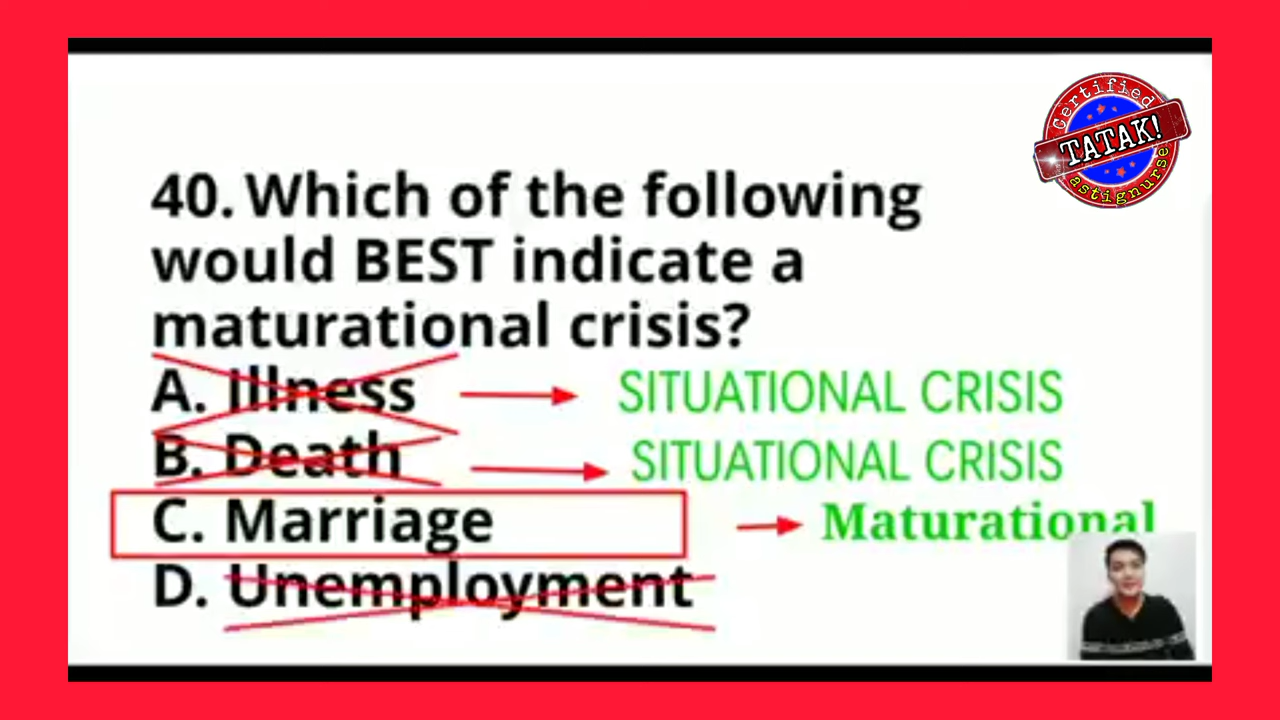 Certified
TATAK!
astignurse
40. Which of the following
would BEST indicate a
maturational crisis?
A. Illness SITUATIONAL CRISIS
B. Death SITUATIONAL CRISIS
C. Marriage Maturational
D. Unemployment